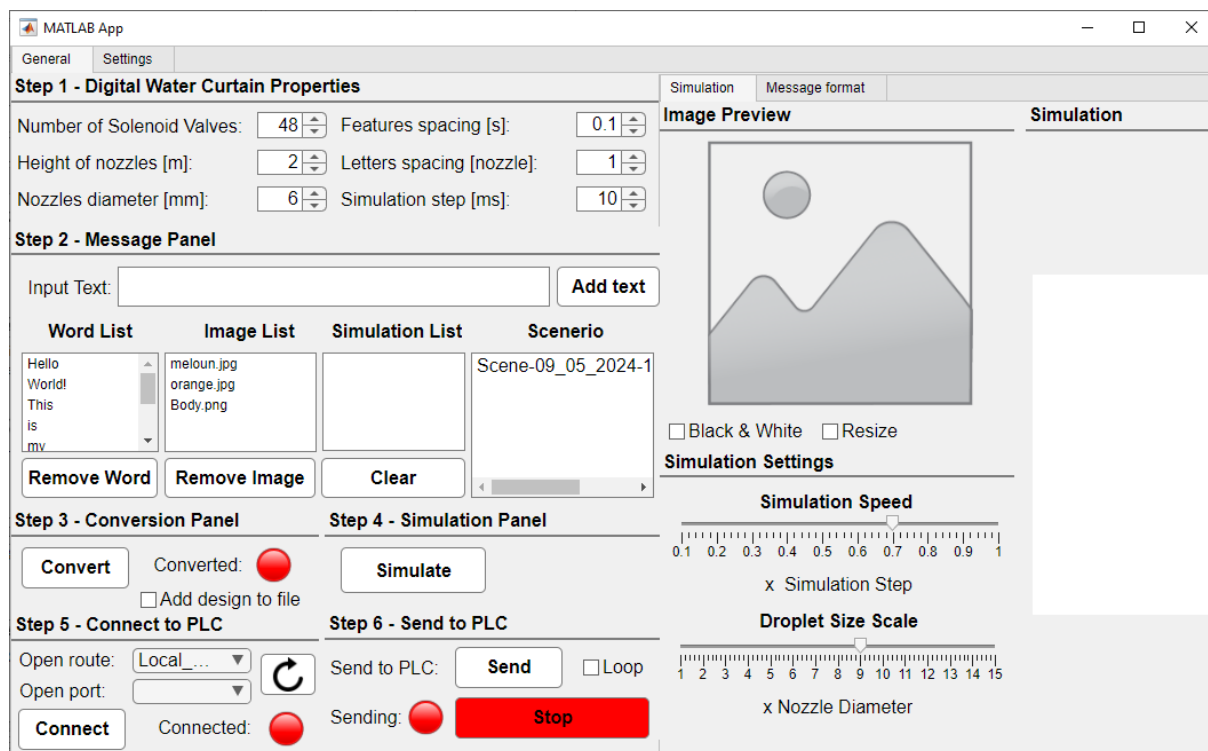 MATLAB App
General Settings
Step 1 - Digital Water Curtain Properties
Number of Solenoid Valves: 48 Features spacing [s]: 0.1
Height of nozzles [m]: 2 Letters spacing [nozzle]: 1
Nozzles diameter [mm]: 6 Simulation step [ms]: 10
Step 2 - Message Panel
Input Text: Add text
Word List Image List Simulation List Scenerio
Hello meloun.jpg Scene-09_05_2024-1
World! orange.jpg
This Body.png
is
my
Remove Word Remove Image Clear
Step 3 - Conversion Panel Step 4 - Simulation Panel
Convert Converted: Simulate
Add design to file
Step 5 - Connect to PLC Step 6 - Send to PLC
Open route: Local_... Send to PLC: Send Loop
Open port:
Connect Connected: Sending: Stop
Simulation Message format
Image Preview Simulation
Black & White Resize
Simulation Settings
Simulation Speed
0.1 0.2 0.3 0.4 0.5 0.6 0.7 0.8 0.9 1
x Simulation Step
Droplet Size Scale
1 2 3 4 5 6 7 8 9 10 11 12 13 14 15
x Nozzle Diameter